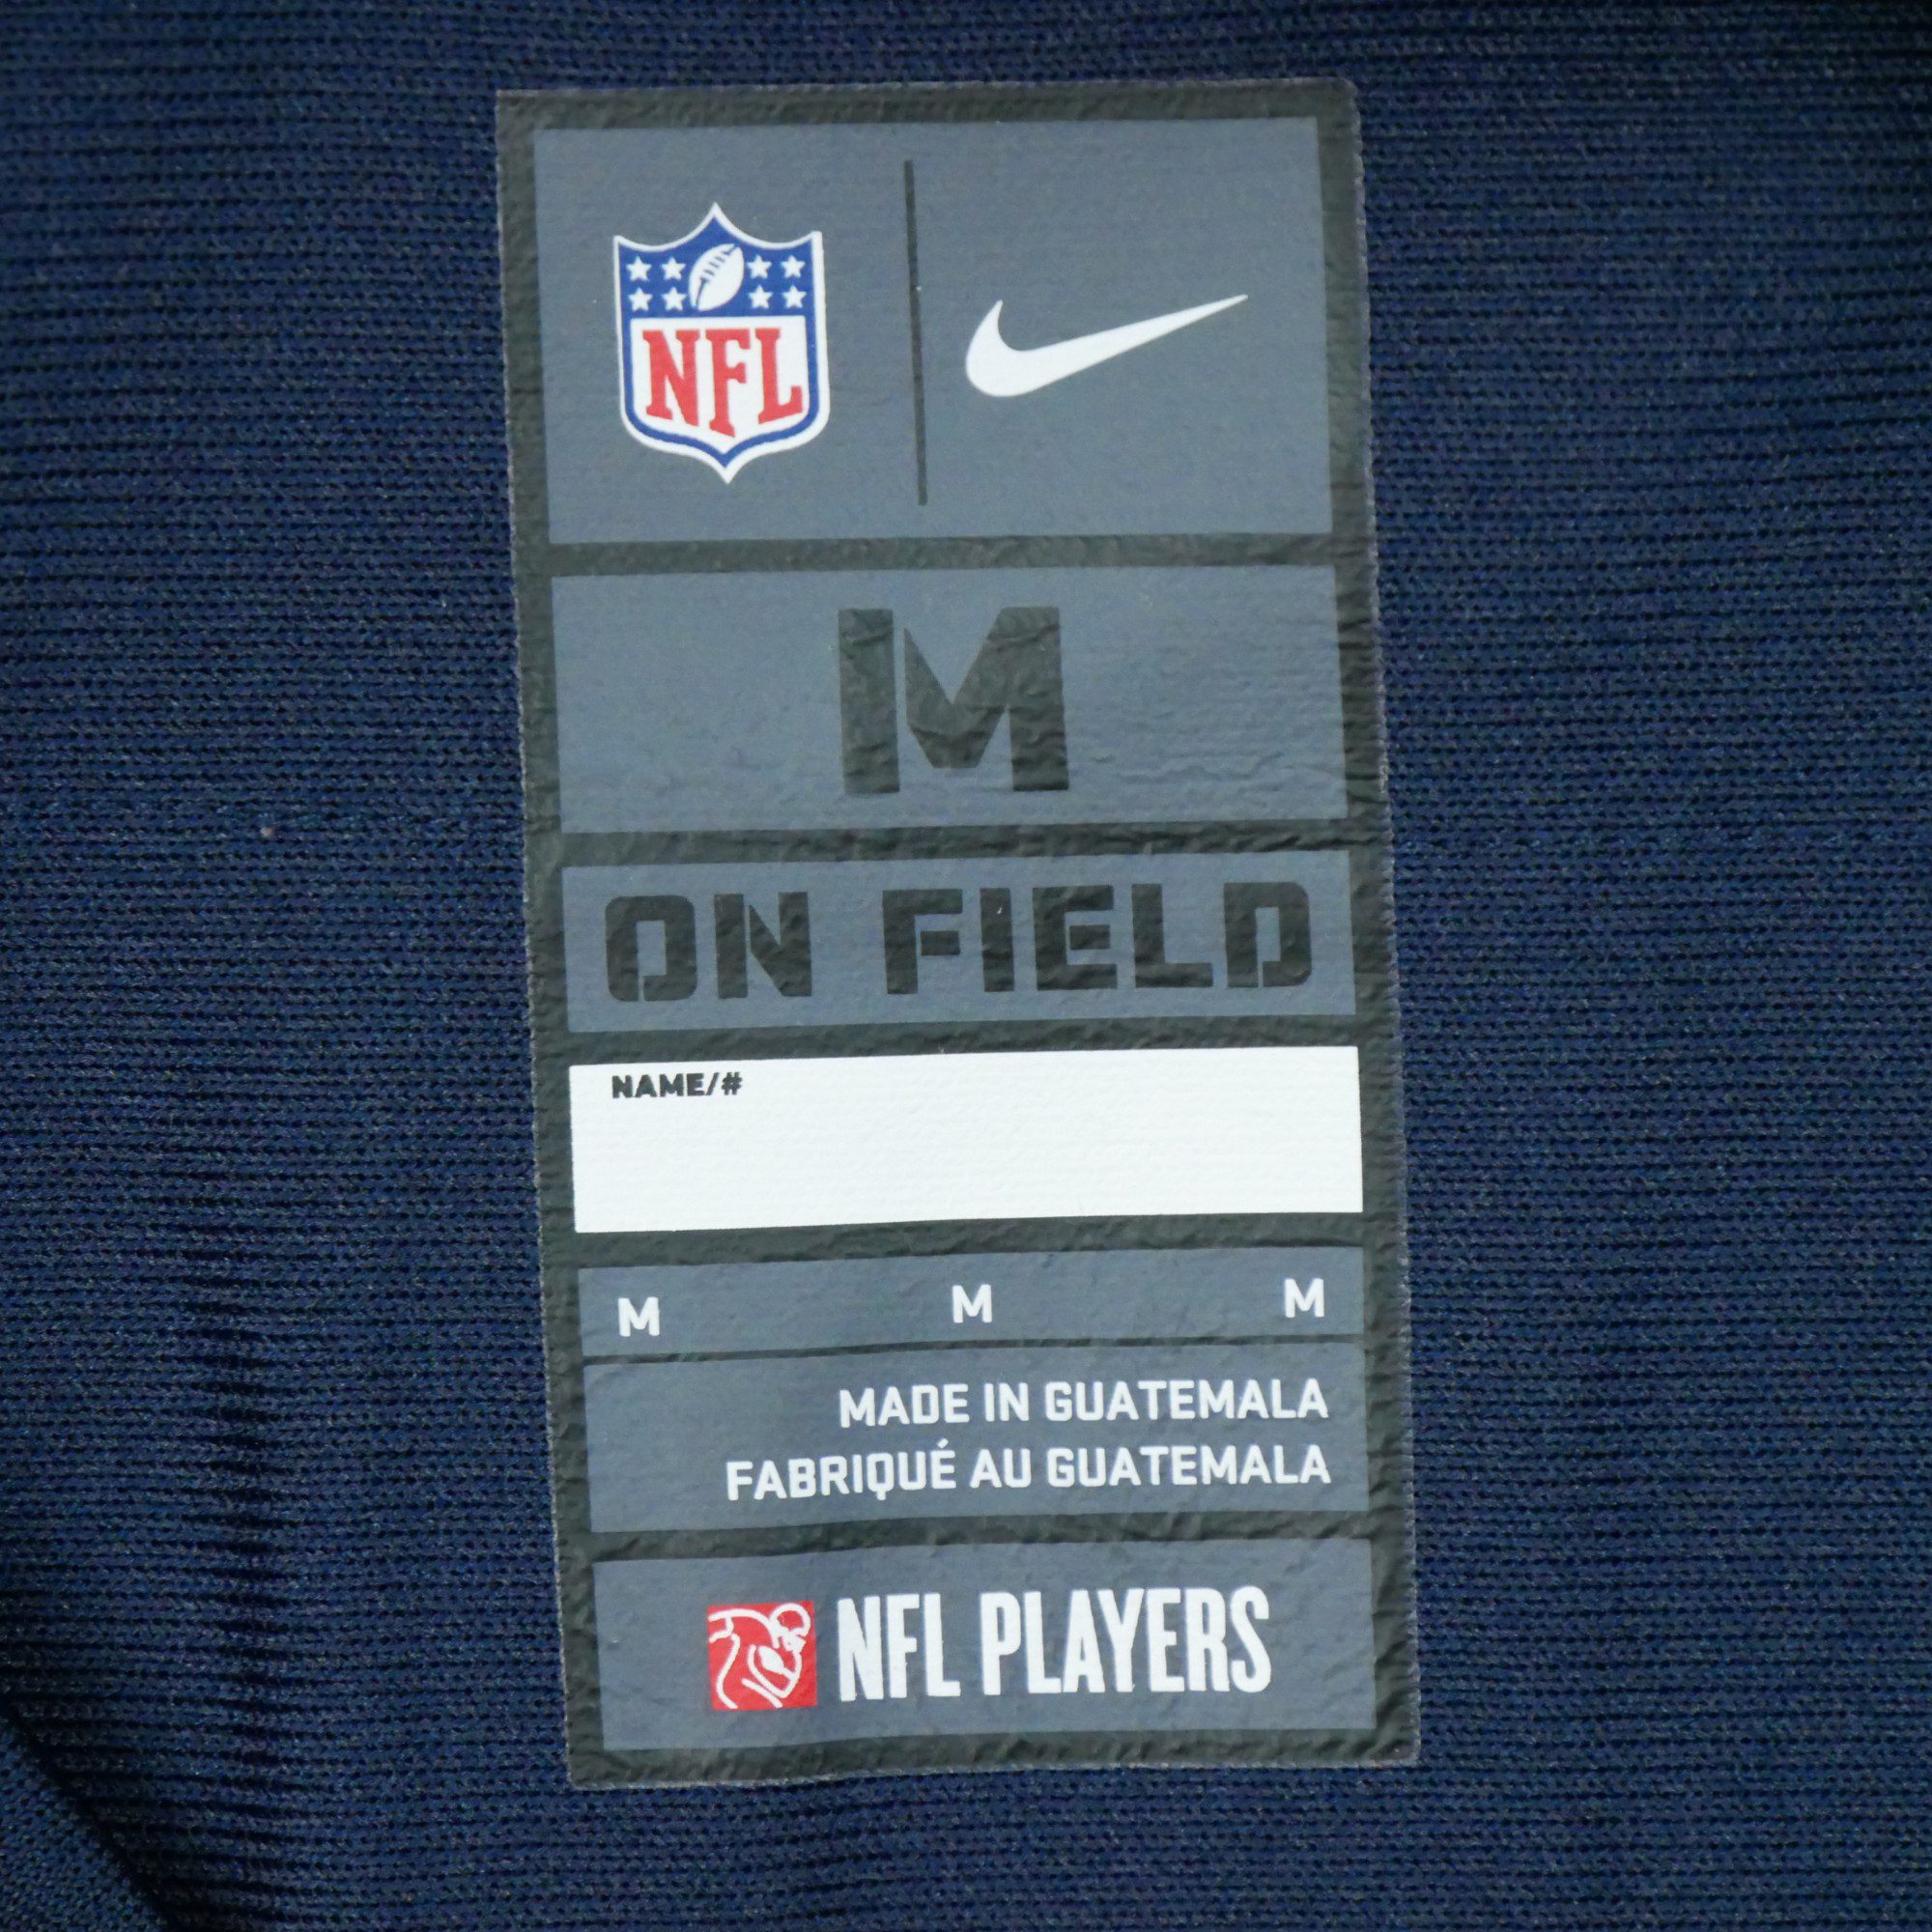 NFL
M
ON FIELD
NAME/#
M M M
MADE IN GUATEMALA
FABRIQUÉ AU GUATEMALA
NFL PLAYERS